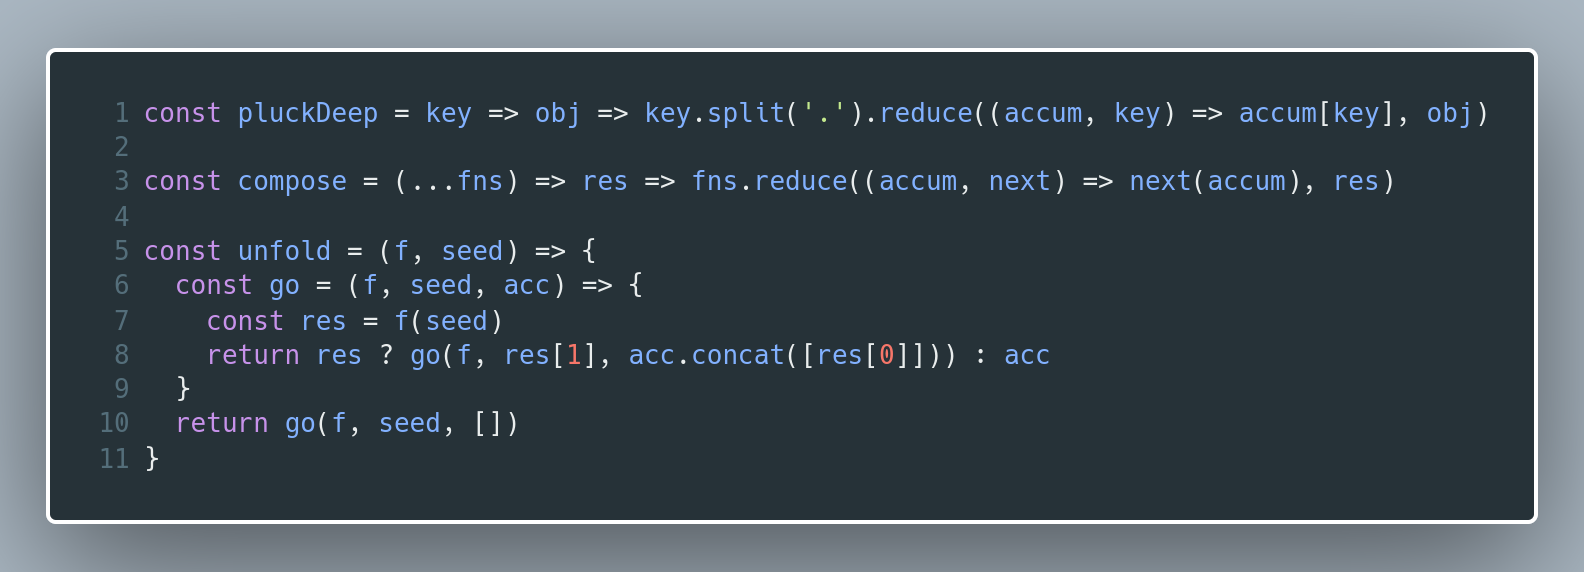 1 const pluckDeep = key => obj => key.split('.').reduce((accum, key) => accum[key], obj)
2
3 const compose = (...fns) => res => fns.reduce((accum, next) => next(accum), res)
4
5 const unfold = (f, seed) => {
6   const go = (f, seed, acc) => {
7     const res = f(seed)
8     return res ? go(f, res[1], acc.concat([res[0]])) : acc
9   }
10   return go(f, seed, [])
11 }